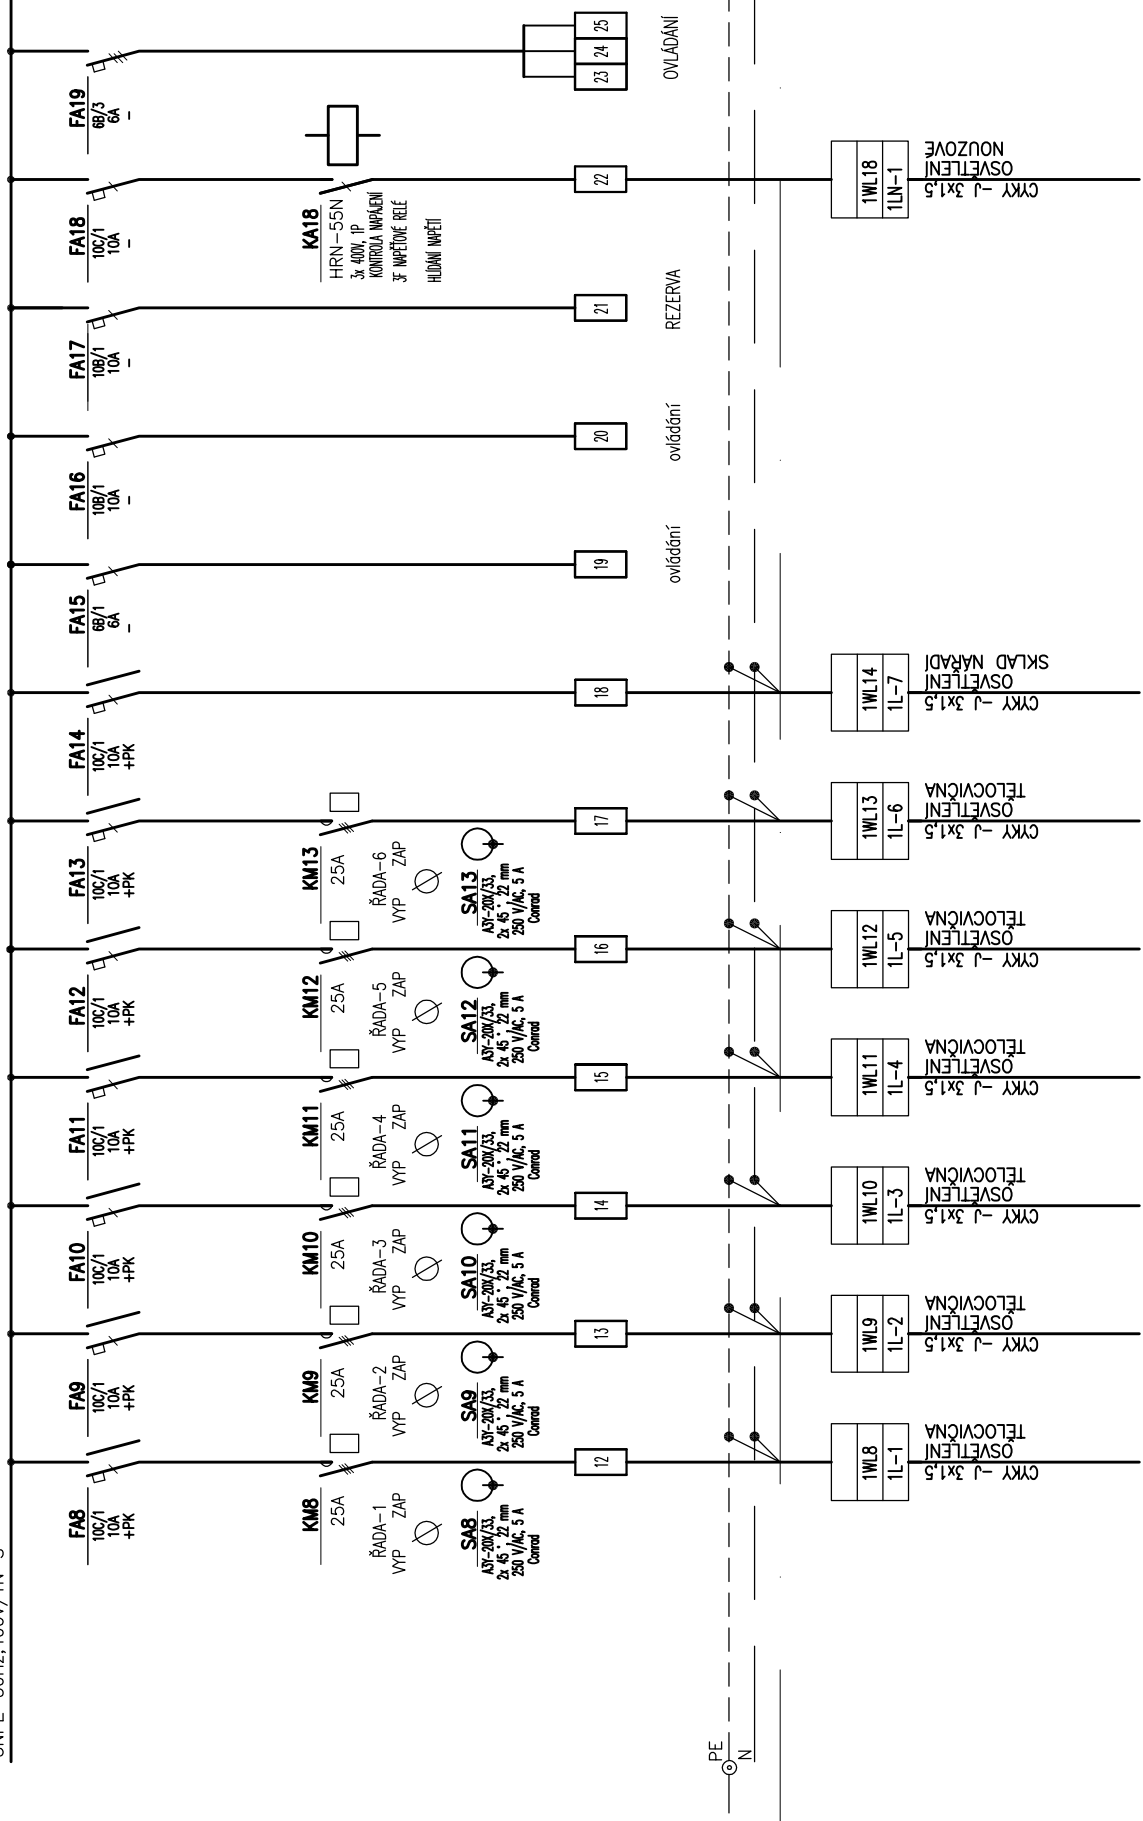 FA8
10C/1
10A
+PK
KM8
25A
ŘADA-1
VYP ZAP
SA8
A3Y-20X/33,
2x 45°, 22 mm
250 V/AC, 5 A
Conrad
12
1WL8
1L-1
CYKY -J 3x1,5
OSVĚTLENÍ
TĚLOCVIČNA
FA9
10C/1
10A
+PK
KM9
25A
ŘADA-2
VYP ZAP
SA9
A3Y-20X/33,
2x 45°, 22 mm
250 V/AC, 5 A
Conrad
13
1WL9
1L-2
CYKY -J 3x1,5
OSVĚTLENÍ
TĚLOCVIČNA
FA10
10C/1
10A
+PK
KM10
25A
ŘADA-3
VYP ZAP
SA10
A3Y-20X/33,
2x 45°, 22 mm
250 V/AC, 5 A
Conrad
14
1WL10
1L-3
CYKY -J 3x1,5
OSVĚTLENÍ
TĚLOCVIČNA
FA11
10C/1
10A
+PK
KM11
25A
ŘADA-4
VYP ZAP
SA11
A3Y-20X/33,
2x 45°, 22 mm
250 V/AC, 5 A
Conrad
15
1WL11
1L-4
CYKY -J 3x1,5
OSVĚTLENÍ
TĚLOCVIČNA
FA12
10C/1
10A
+PK
KM12
25A
ŘADA-5
VYP ZAP
SA12
A3Y-20X/33,
2x 45°, 22 mm
250 V/AC, 5 A
Conrad
16
1WL12
1L-5
CYKY -J 3x1,5
OSVĚTLENÍ
TĚLOCVIČNA
FA13
10C/1
10A
+PK
KM13
25A
ŘADA-6
VYP ZAP
SA13
A3Y-20X/33,
2x 45°, 22 mm
250 V/AC, 5 A
Conrad
17
1WL13
1L-6
CYKY -J 3x1,5
OSVĚTLENÍ
TĚLOCVIČNA
FA14
10C/1
10A
+PK
18
1WL14
1L-7
CYKY -J 3x1,5
OSVĚTLENÍ
SKLAD NÁŘADÍ
FA15
6B/1
6A
-
19
ovládání
FA16
10B/1
10A
-
20
ovládání
FA17
10B/1
10A
-
21
REZERVA
FA18
10C/1
10A
-
KA18
HRN-55N
3x 400V, 1P
KONTROLA NAPÁJENÍ
3F NAPĚŤOVÉ RELÉ
HLÍDÁNÍ NAPĚTÍ
22
1WL18
1LN-1
CYKY -J 3x1,5
OSVĚTLENÍ
NOUZOVÉ
FA19
6B/3
6A
-
23 24 25
OVLÁDÁNÍ
PE
N